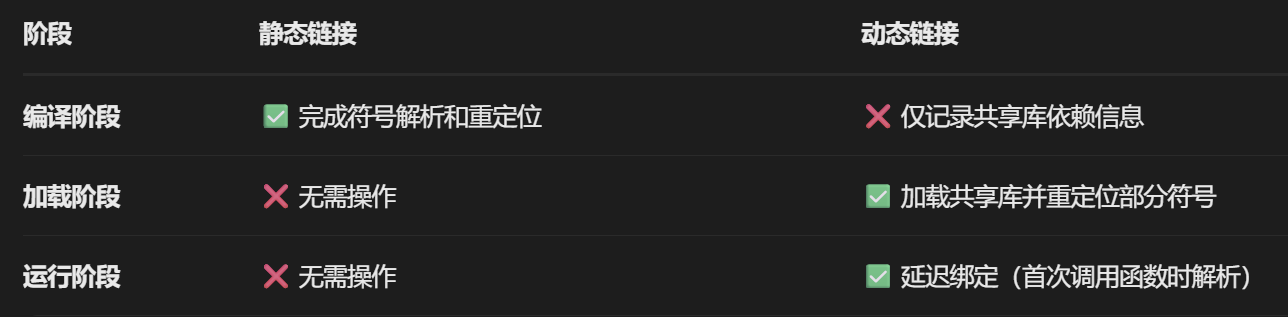 阶段 静态链接 动态链接
编译阶段 ✅ 完成符号解析和重定位 ❌ 仅记录共享库依赖信息
加载阶段 ❌ 无需操作 ✅ 加载共享库并重定位部分符号
运行阶段 ❌ 无需操作 ✅ 延迟绑定（首次调用函数时解析）